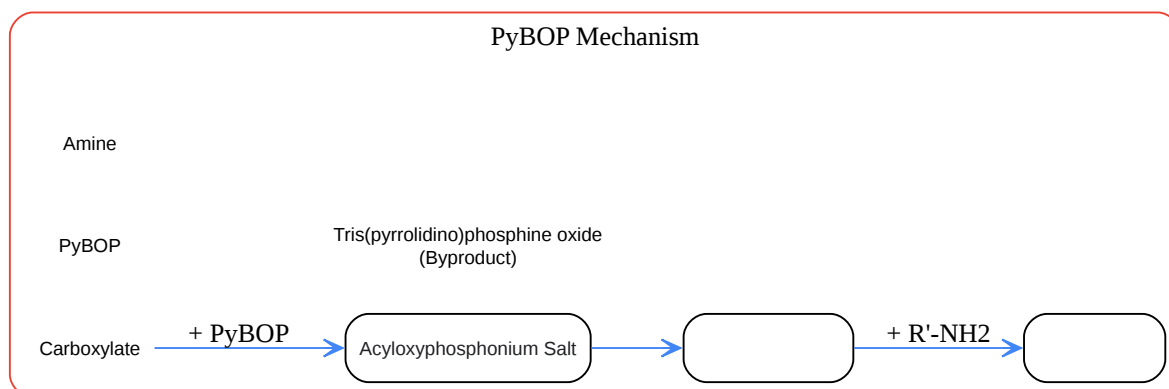 PyBOP Mechanism
Amine
PyBOP
Tris(pyrrolidino)phosphine oxide
(Byproduct)
Carboxylate
+ PyBOP
Acyloxyphosphonium Salt
+ R'-NH2